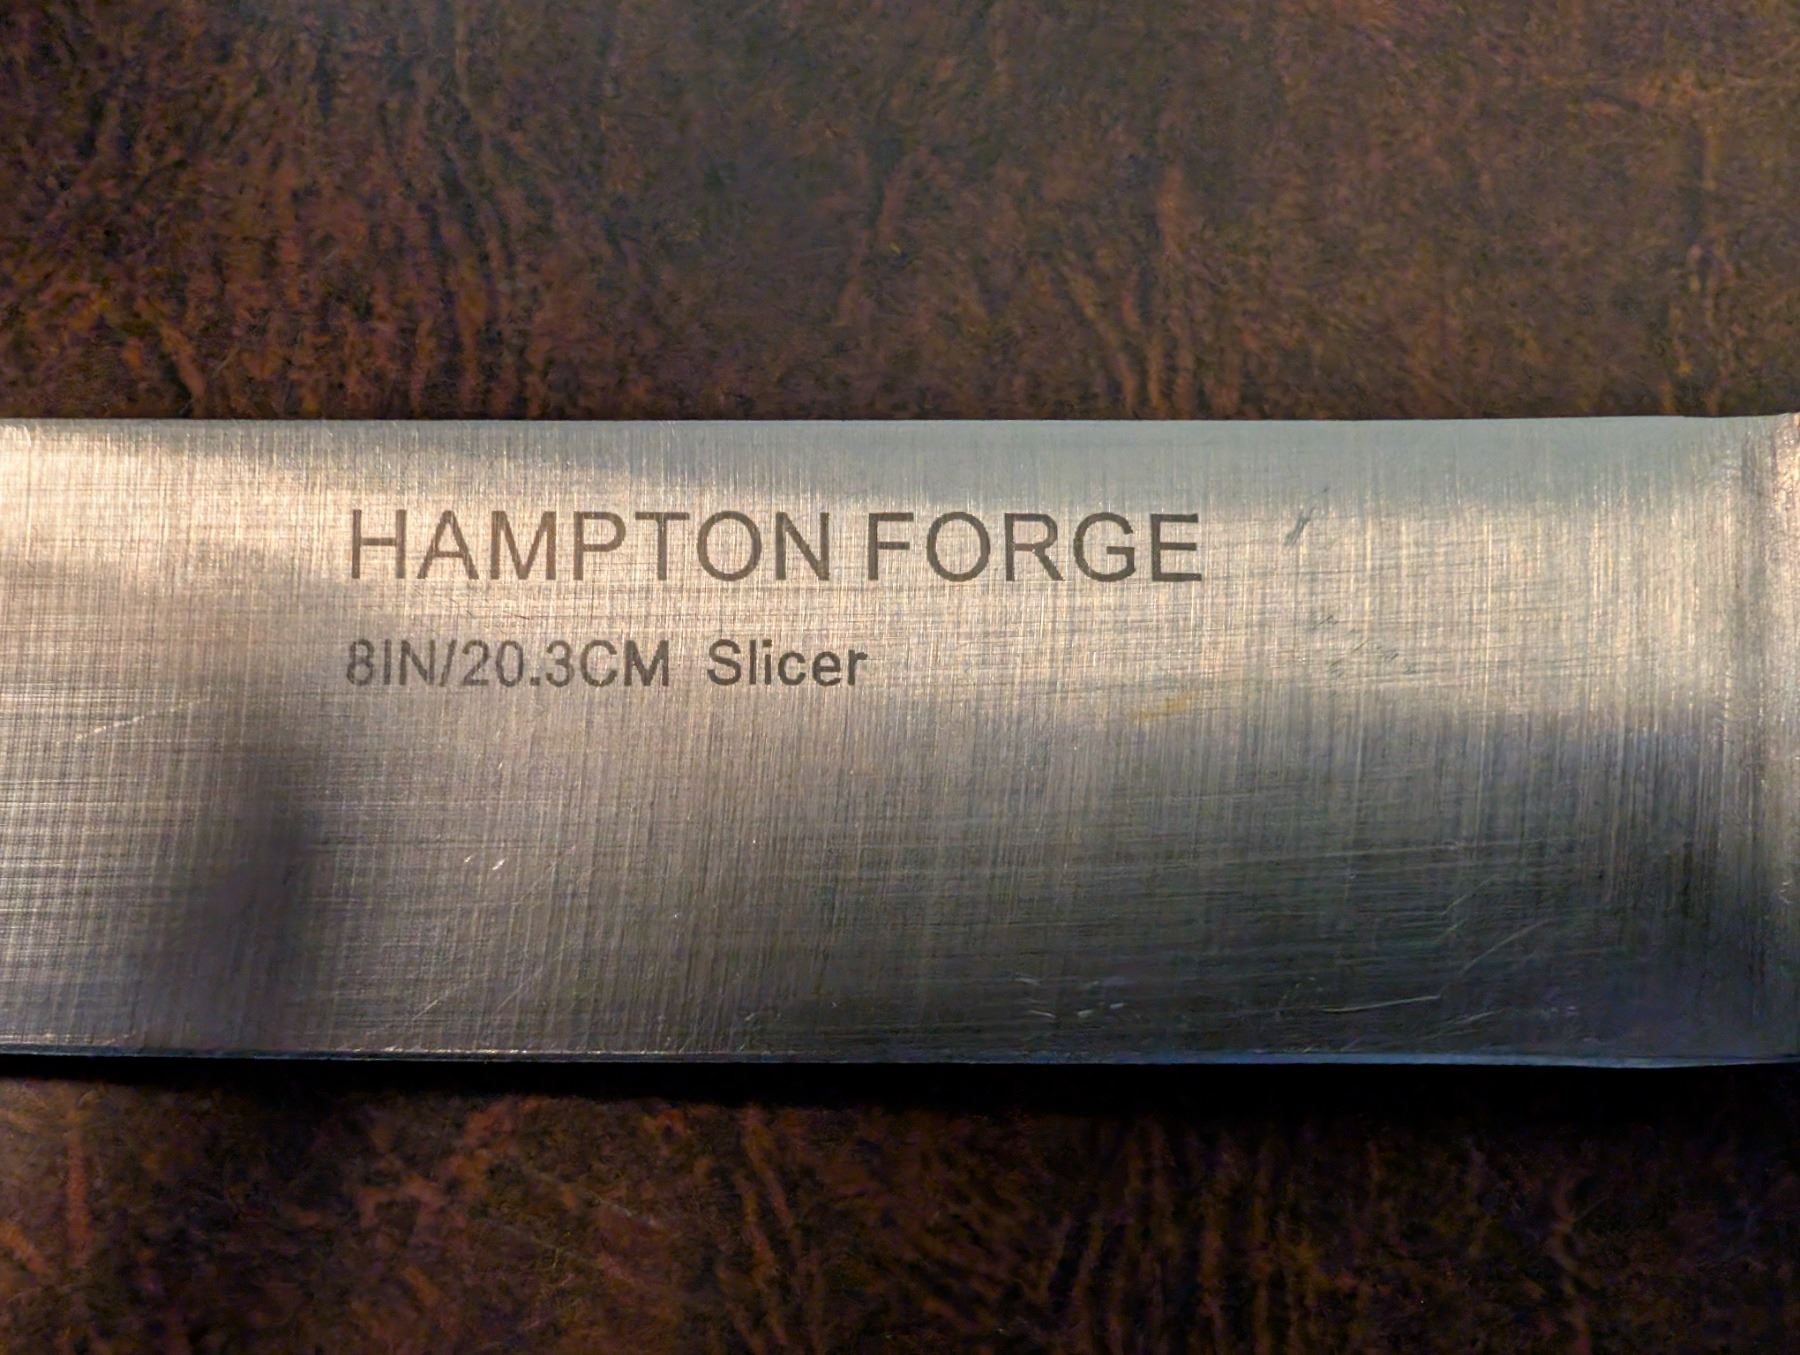 HAMPTON FORGE
8IN/20.3CM Slicer